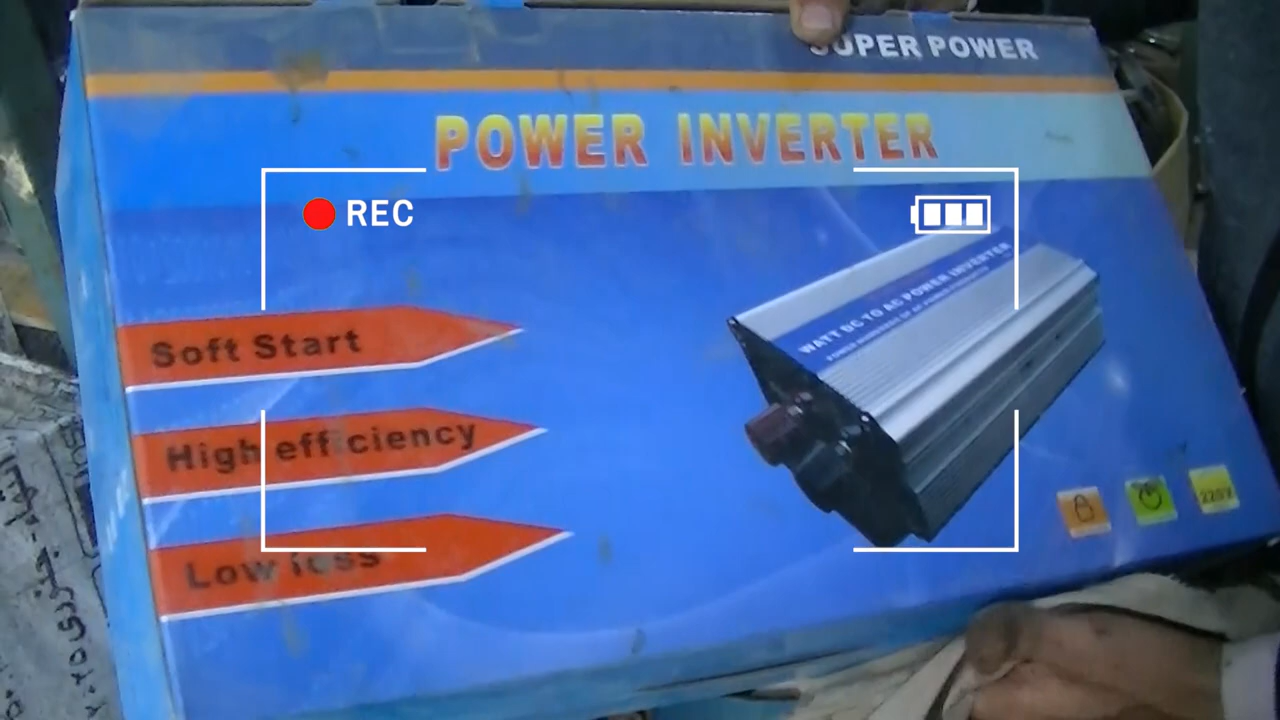 SUPER POWER
POWER INVERTER
REC
WATT DC TO AC POWER INVERTER
Soft Start
High efficiency
Low loss
220V